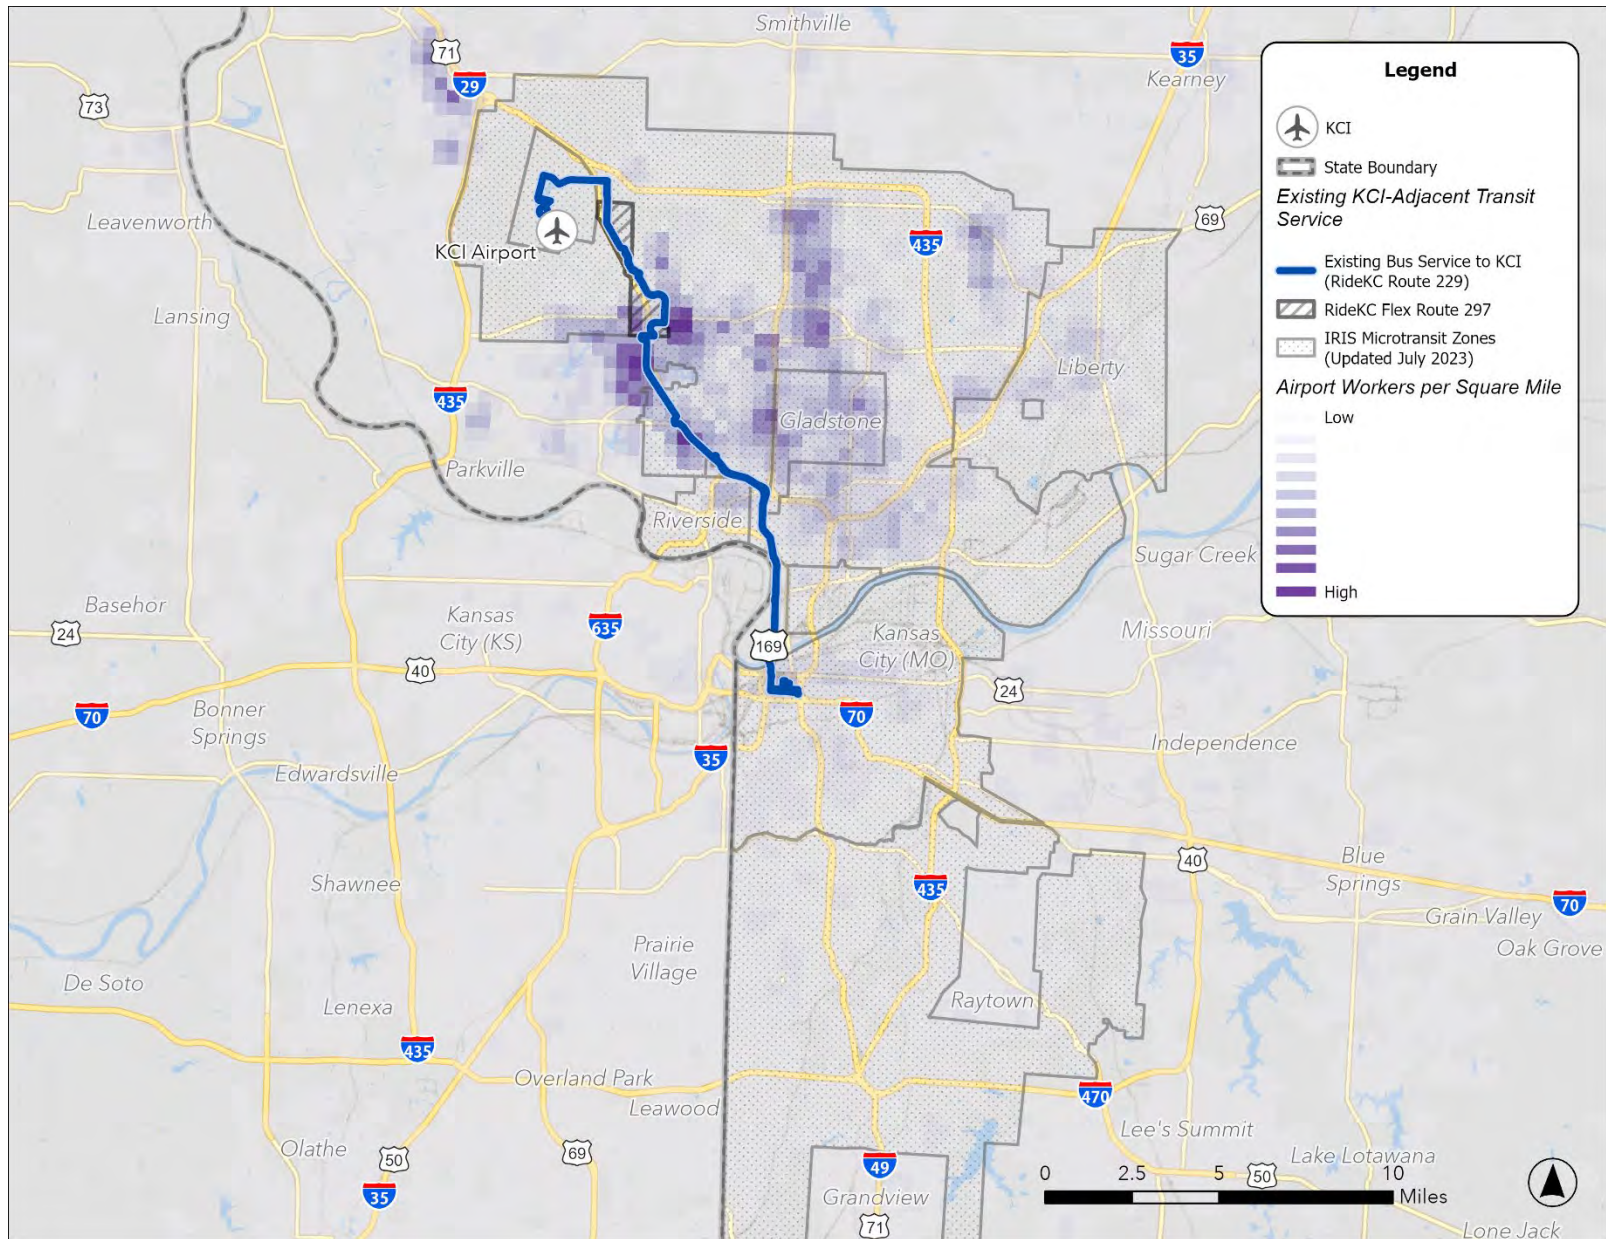 Smithville
71
29
35
Kearney
73
Leavenworth
69
435
KCI Airport
Lansing
Liberty
435
Gladstone
Parkville
Riverside
Sugar Creek
Basehor
24
Kansas
City (KS)
635
169
Kansas
City (MO)
Missouri
40
24
70
Bonner
Springs
70
35
Independence
Edwardsville
40
Blue
Springs
Shawnee
435
70
Grain Valley
Oak Grove
Prairie
Village
De Soto
Lenexa
Raytown
435
Overland Park
Leawood
470
Lee's Summit
Olathe
50
69
49
Lake Lotawana
50
35
Grandview
71
Lone Jack
0 2.5 5 10
Miles
Legend
KCI
State Boundary
Existing KCI-Adjacent Transit
Service
Existing Bus Service to KCI
(RideKC Route 229)
RideKC Flex Route 297
IRIS Microtransit Zones
(Updated July 2023)
Airport Workers per Square Mile
Low
High